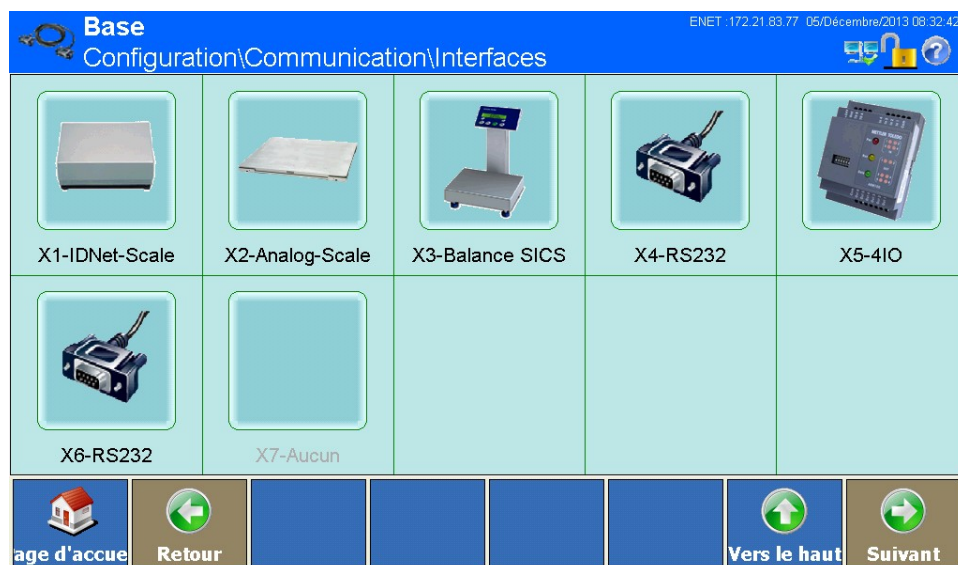 Base
ENET :172.21.83.77 05/Décembre/2013 08:32:42
Configuration\Communication\Interfaces
X1-IDNet-Scale
X2-Analog-Scale
X3-Balance SICS
X4-RS232
X5-4IO
METTLER TOLEDO
X6-RS232
X7-Aucun
age d'accue
Retour
Vers le haut
Suivant